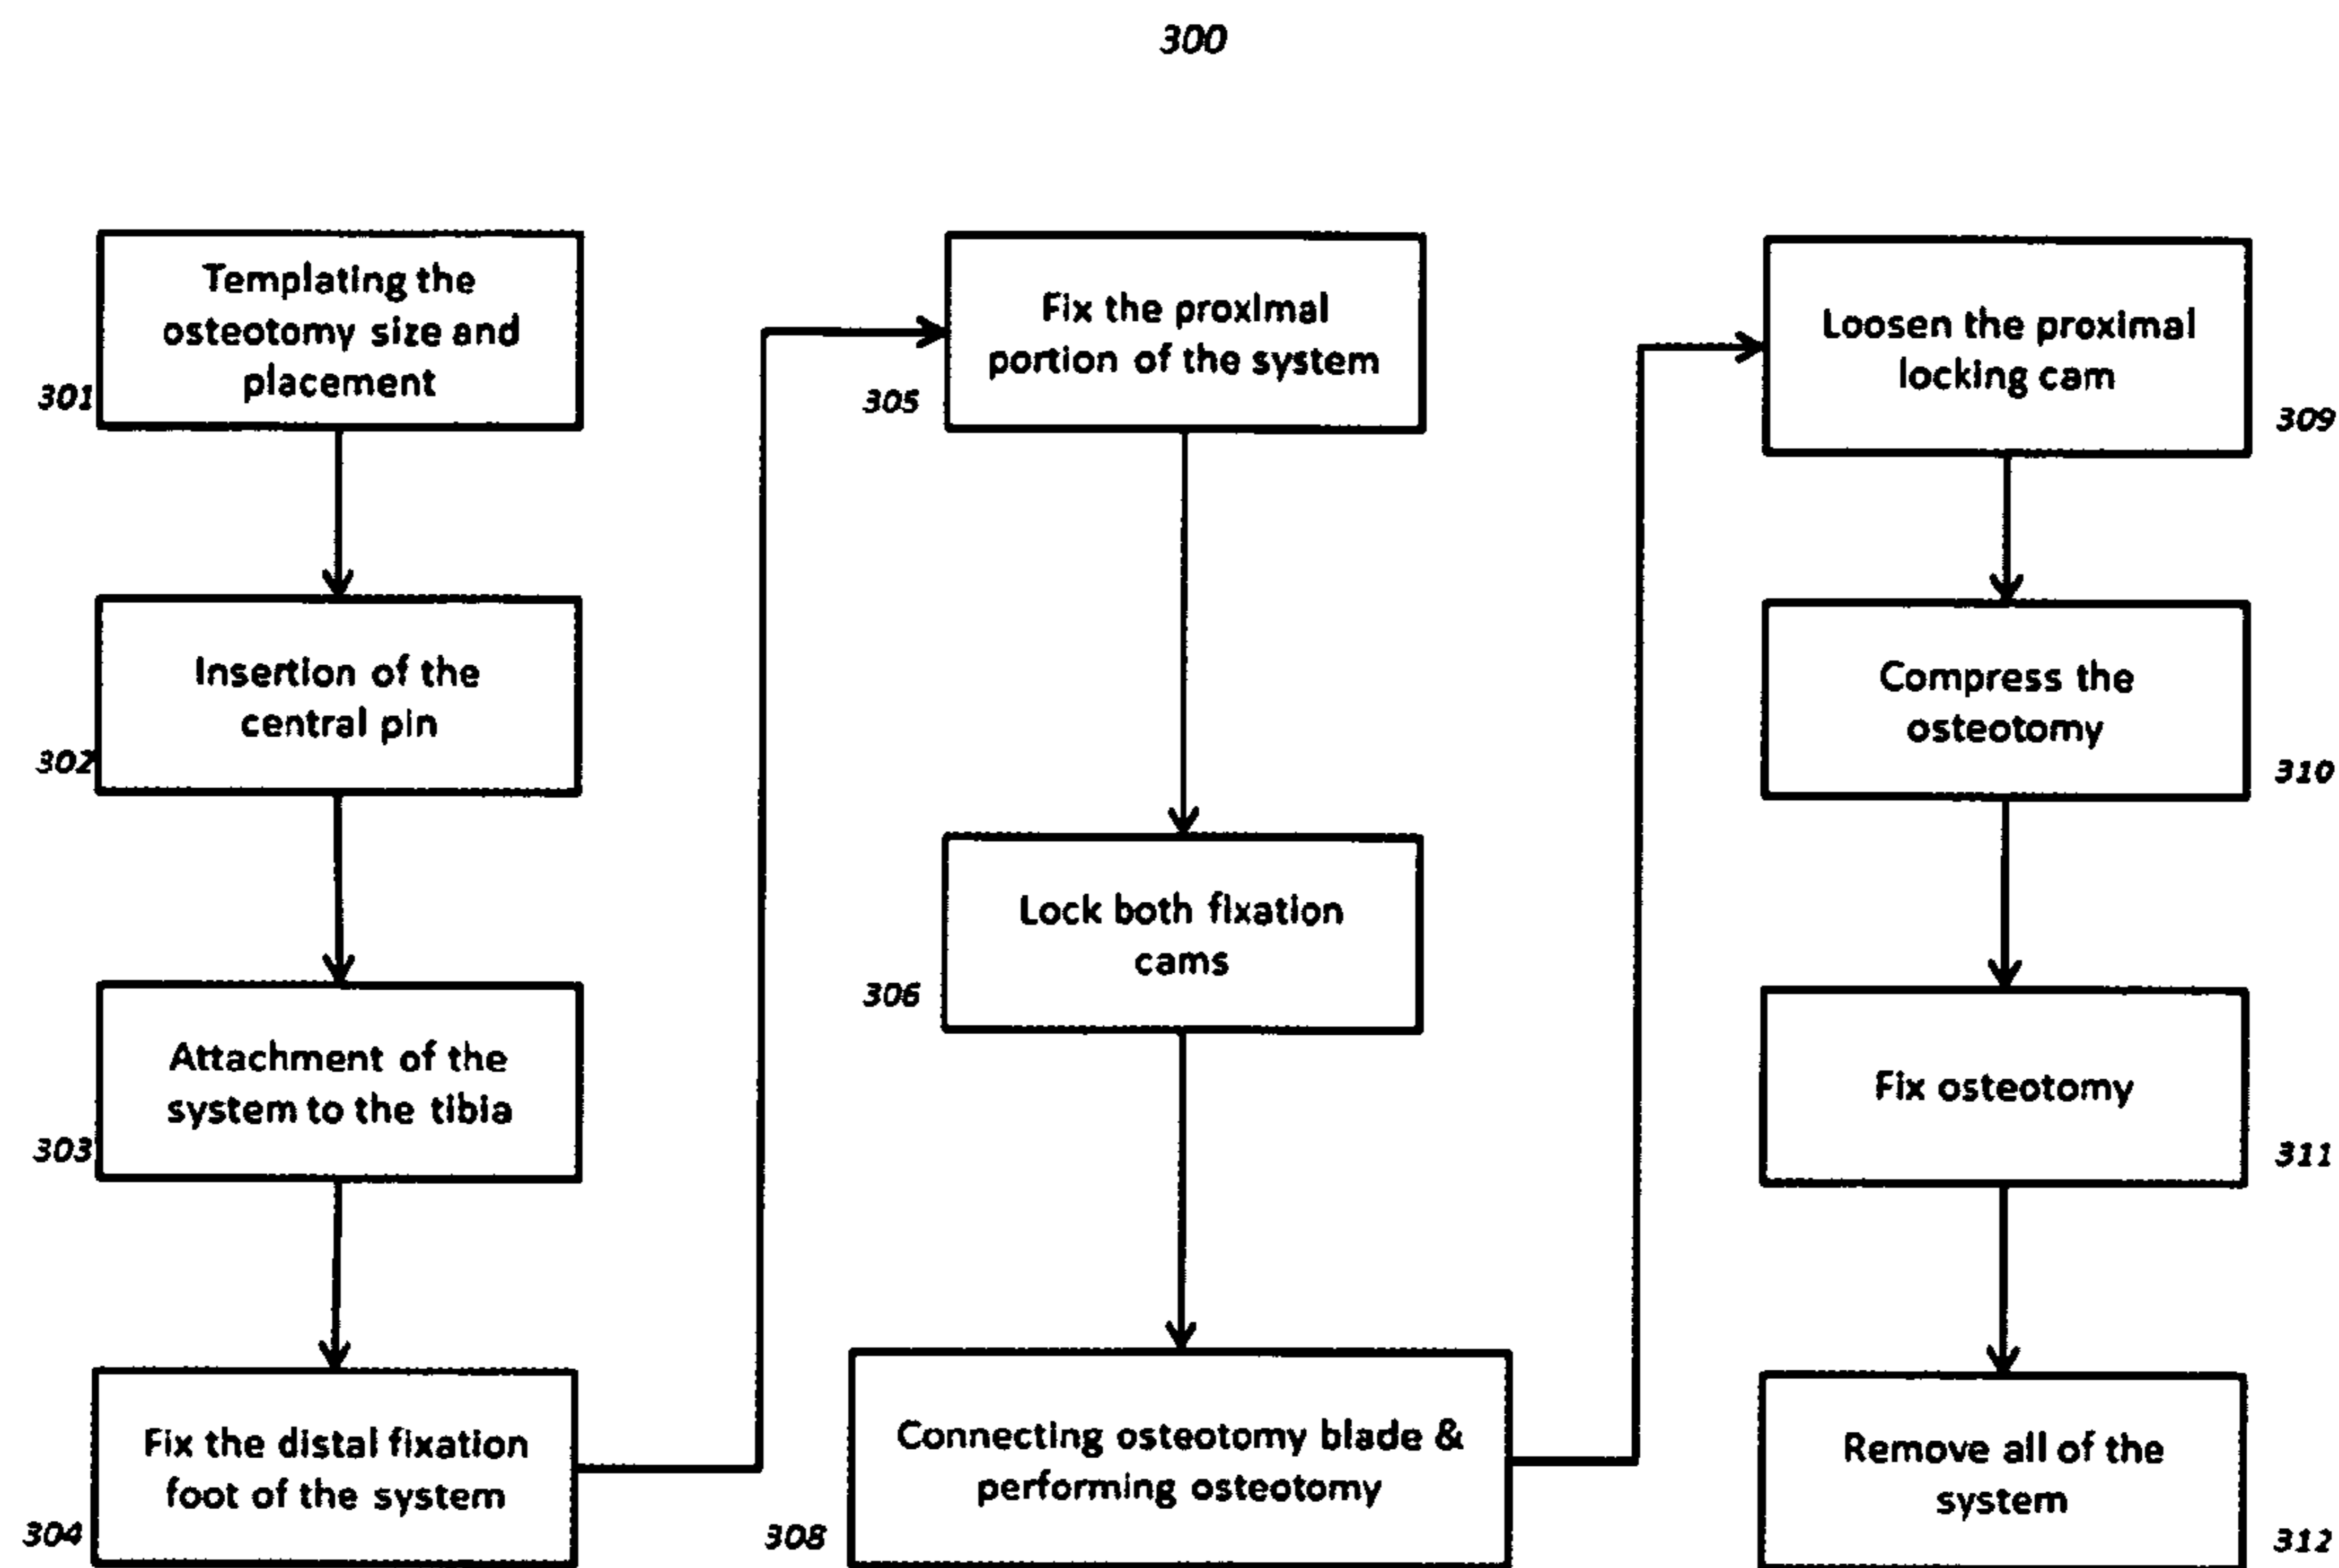 300
Templating the
osteotomy size and
placement
301
Insertion of the
central pin
302
Attachment of the
system to the tibia
303
Fix the distal fixation
foot of the system
304
Fix the proximal
portion of the system
305
Lock both fixation
cams
306
Connecting osteotomy blade &
performing osteotomy
308
Loosen the proximal
locking cam
309
Compress the
osteotomy
310
Fix osteotomy
311
Remove all of the
system
312